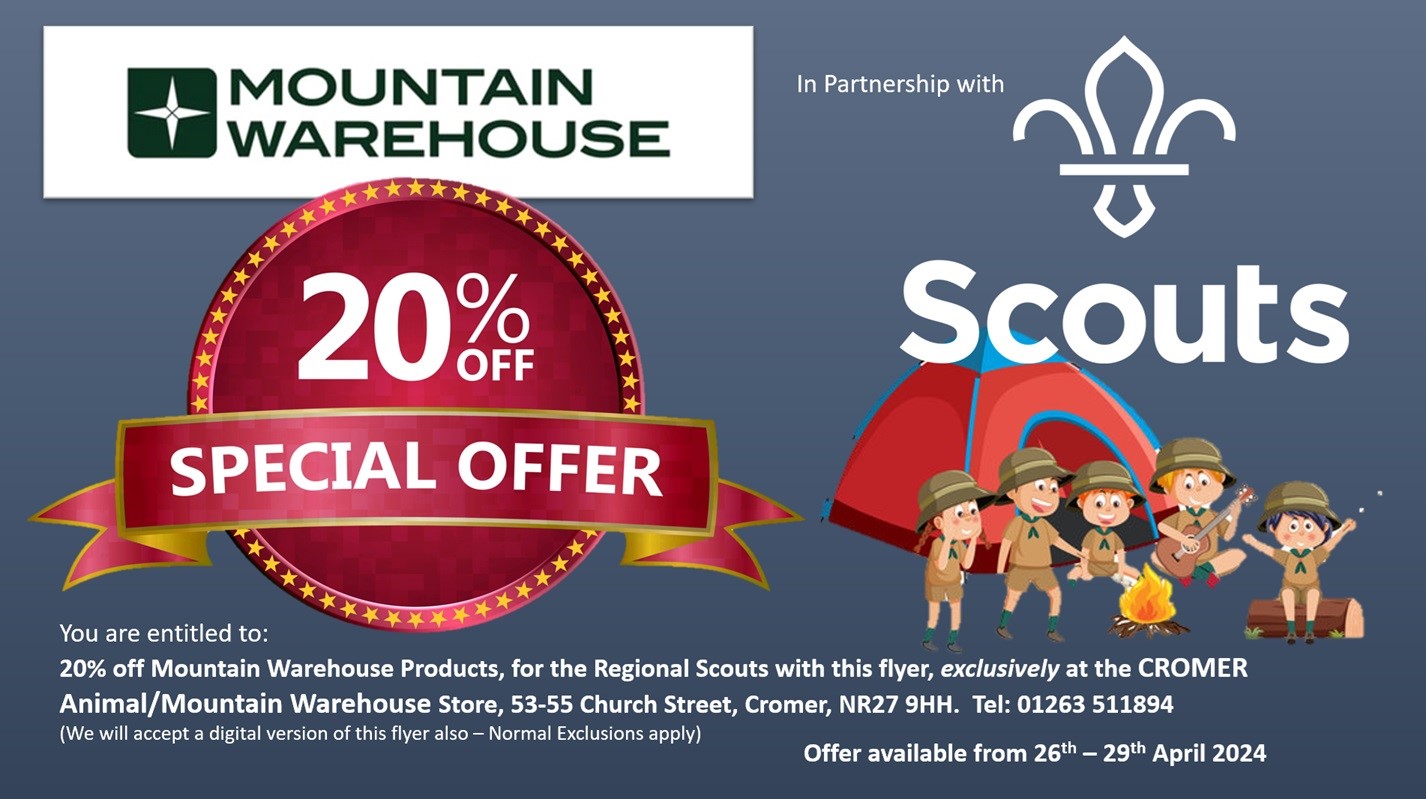 MOUNTAIN
WAREHOUSE
In Partnership with
Scouts
20%
OFF
SPECIAL OFFER
You are entitled to:
20% off Mountain Warehouse Products, for the Regional Scouts with this flyer, exclusively at the CROMER
Animal/Mountain Warehouse Store, 53-55 Church Street, Cromer, NR27 9HH.  Tel: 01263 511894
(We will accept a digital version of this flyer also – Normal Exclusions apply)
Offer available from 26th – 29th April 2024